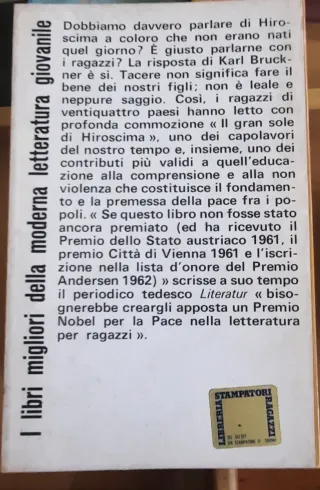 I libri migliori della moderna letteratura giovanile
Dobbiamo davvero parlare di Hiro-
scima a coloro che non erano nati
quel giorno? È giusto parlarne con
i ragazzi? La risposta di Karl Bruck-
ner è sì. Tacere non significa fare il
bene dei nostri figli; non è leale e
neppure saggio. Così, i ragazzi di
ventiquattro paesi hanno letto con
profonda commozione « Il gran sole
di Hiroscima », uno dei capolavori
del nostro tempo e, insieme, uno dei
contributi più validi a quell'educa-
zione alla comprensione e alla non
violenza che costituisce il fondamen-
to e la premessa della pace fra i po-
poli. « Se questo libro non fosse stato
ancora premiato (ed ha ricevuto il
Premio dello Stato austriaco 1961, il
premio Città di Vienna 1961 e l'iscri-
zione nella lista d'onore del Premio
Andersen 1962) » scrisse a suo tempo
il periodico tedesco Literatur « biso-
gnerebbe creargli apposta un Premio
Nobel per la Pace nella letteratura
per ragazzi ».
LIBRERIA
STAMPATORI
RAGAZZI